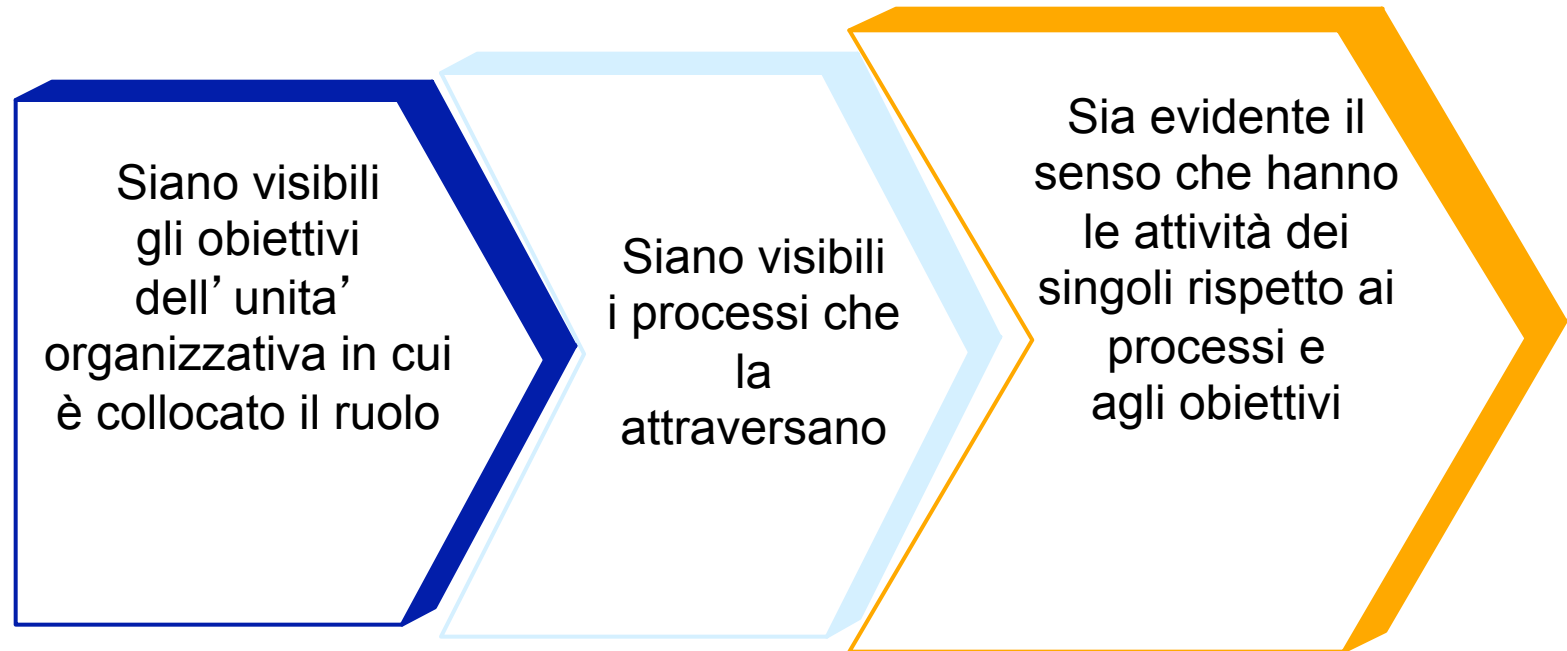 Siano visibili
gli obiettivi
dell’ unita’
organizzativa in cui
è collocato il ruolo
Siano visibili
i processi che
la
attraversano
Sia evidente il
senso che hanno
le attività dei
singoli rispetto ai
processi e
agli obiettivi